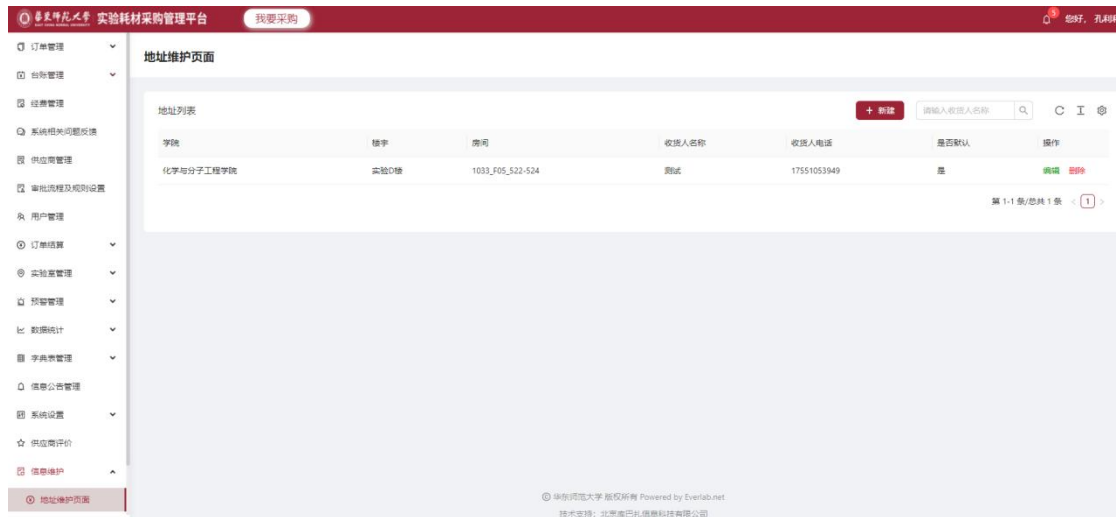 華東師范大学 实验耗材采购管理平台 我要采购 5 您好，孔利
订单管理
台账管理
经费管理
系统相关问题反馈
供应商管理
审批流程及规则设置
用户管理
订单结算
实验室管理
预警管理
数据统计
字典表管理
信息公告管理
系统设置
供应商评价
信息维护
地址维护页面
地址维护页面
地址列表 + 新建 请输入收货人名称
学院 楼宇 房间 收货人名称 收货人电话 是否默认 操作
化学与分子工程学院 实验D楼 1033_F05_522-524 测试 17551053949 是 编辑 删除
第 1-1 条/总共 1 条 < 1 >
© 华东师范大学 版权所有 Powered by Everlab.net
技术支持：北京喀巴扎信息科技有限公司